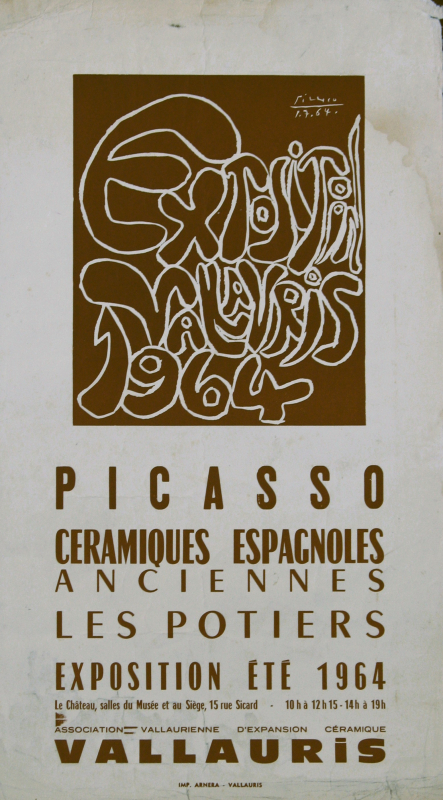 Picasso
1.7.64.
EXPOSITION
VALLAURIS
1964
PICASSO
CERAMIQUES ESPAGNOLES
ANCIENNES
LES POTIERS
EXPOSITION ÉTÉ 1964
Le Château, salles du Musée et au Siège, 15 rue Sicard - 10 h à 12 h 15 - 14 h à 19 h
ASSOCIATION VALLAURIENNE D'EXPANSION CÉRAMIQUE
VALLAURiS
IMP. ARNERA - VALLAURIS